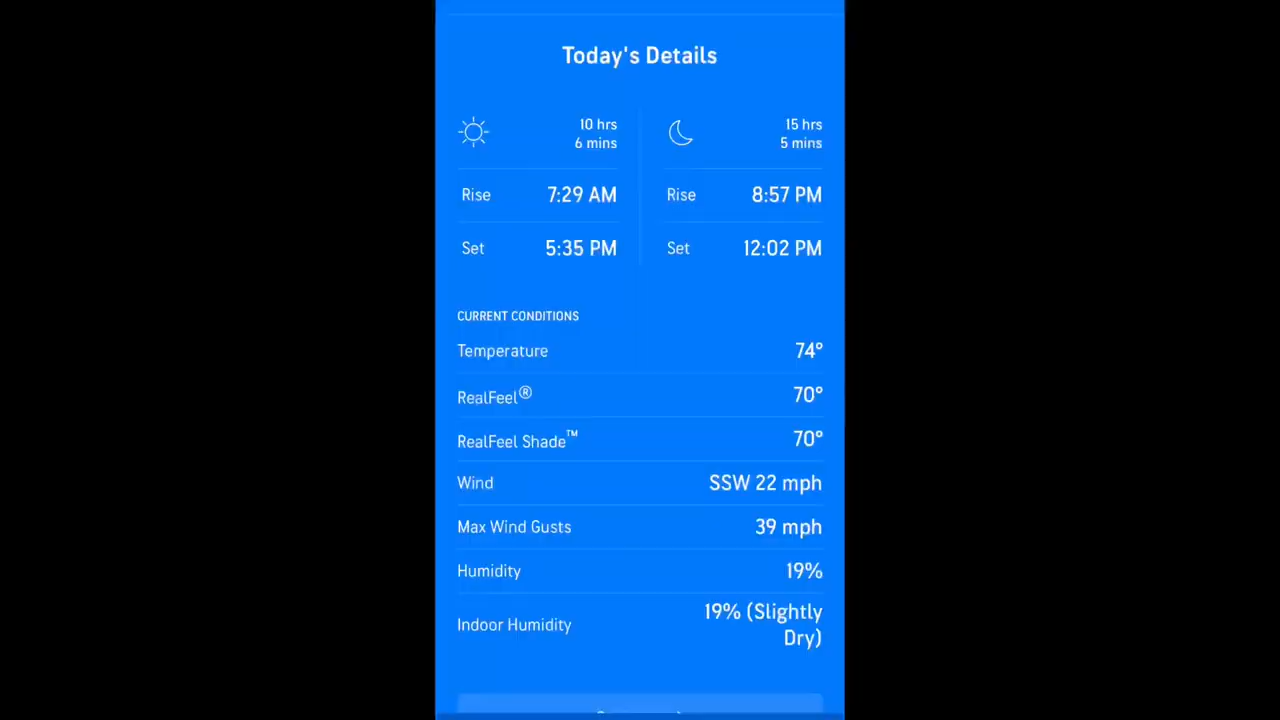 Today's Details
10 hrs
6 mins
15 hrs
5 mins
Rise 7:29 AM
Rise 8:57 PM
Set 5:35 PM
Set 12:02 PM
CURRENT CONDITIONS
Temperature 74°
RealFeel® 70°
RealFeel Shade™ 70°
Wind SSW 22 mph
Max Wind Gusts 39 mph
Humidity 19%
Indoor Humidity 19% (Slightly
Dry)